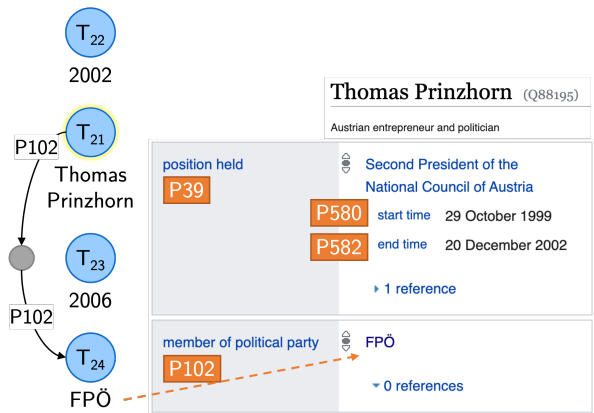 T22
2002
T21
P102
Thomas
Prinzhorn
T23
2006
P102
T24
FPÖ
Thomas Prinzhorn (Q88195)
Austrian entrepreneur and politician
position held
P39
Second President of the
National Council of Austria
P580 start time 29 October 1999
P582 end time 20 December 2002
1 reference
member of political party
P102
FPÖ
0 references